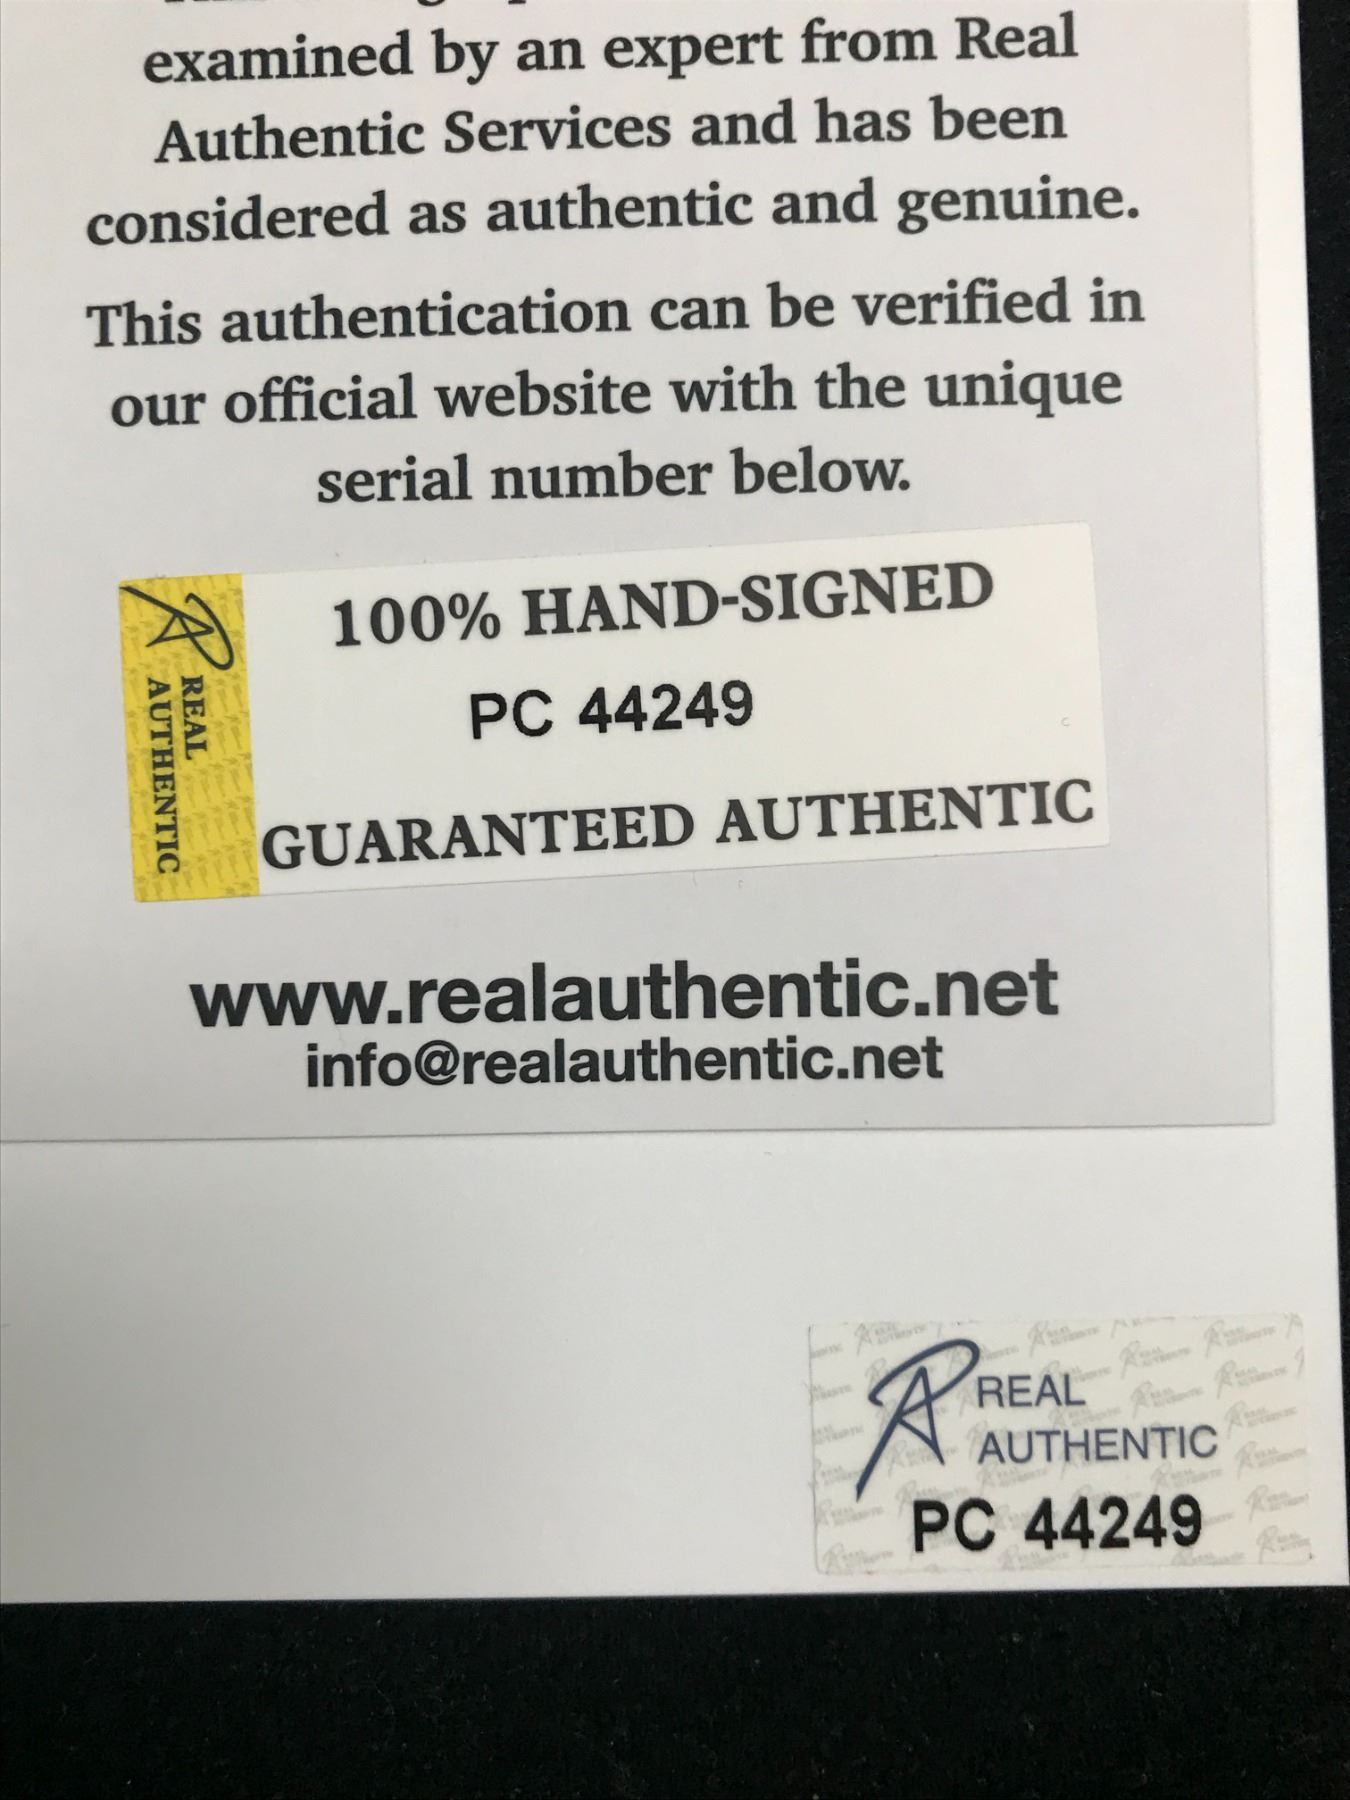 examined by an expert from Real
Authentic Services and has been
considered as authentic and genuine.
This authentication can be verified in
our official website with the unique
serial number below.
REAL
AUTHENTIC
100% HAND-SIGNED
PC 44249
GUARANTEED AUTHENTIC
www.realauthentic.net
info@realauthentic.net
REAL
AUTHENTIC
PC 44249